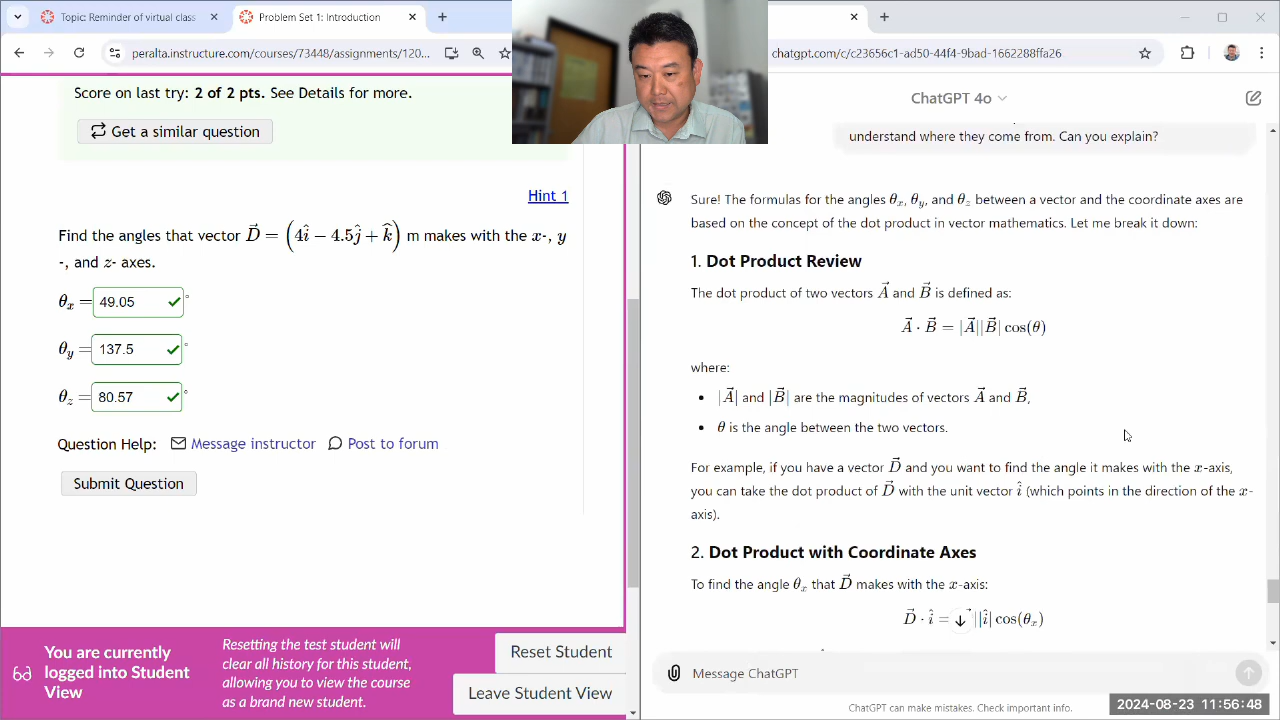 Topic: Reminder of virtual class
Problem Set 1: Introduction
peralta.instructure.com/courses/73448/assignments/120...
chatgpt.com/c/c23656c1-ad50-44f4-9bad-1662288ffa26
Score on last try: 2 of 2 pts. See Details for more.
Get a similar question
Hint 1
Find the angles that vector D⃗ = (4î − 4.5ĵ + k̂) m makes with the x-, y
-, and z- axes.
θx = 49.05 °
θy = 137.5 °
θz = 80.57 °
Question Help: Message instructor Post to forum
Submit Question
You are currently
logged into Student
View
Resetting the test student will
clear all history for this student,
allowing you to view the course
as a brand new student.
Reset Student
Leave Student View
ChatGPT 4o
understand where they come from. Can you explain?
Sure! The formulas for the angles θx, θy, and θz between a vector and the coordinate axes are
based on the concept of the dot product in vector mathematics. Let me break it down:
1. Dot Product Review
The dot product of two vectors A⃗ and B⃗ is defined as:
A⃗ · B⃗ = |A⃗||B⃗| cos(θ)
where:
• |A⃗| and |B⃗| are the magnitudes of vectors A⃗ and B⃗,
• θ is the angle between the two vectors.
For example, if you have a vector D⃗ and you want to find the angle it makes with the x-axis,
you can take the dot product of D⃗ with the unit vector î (which points in the direction of the x-
axis).
2. Dot Product with Coordinate Axes
To find the angle θx that D⃗ makes with the x-axis:
D⃗ · î = ||î| cos(θx)
Message ChatGPT
ChatGPT can make mistakes. Check important info.
2024-08-23 11:56:48